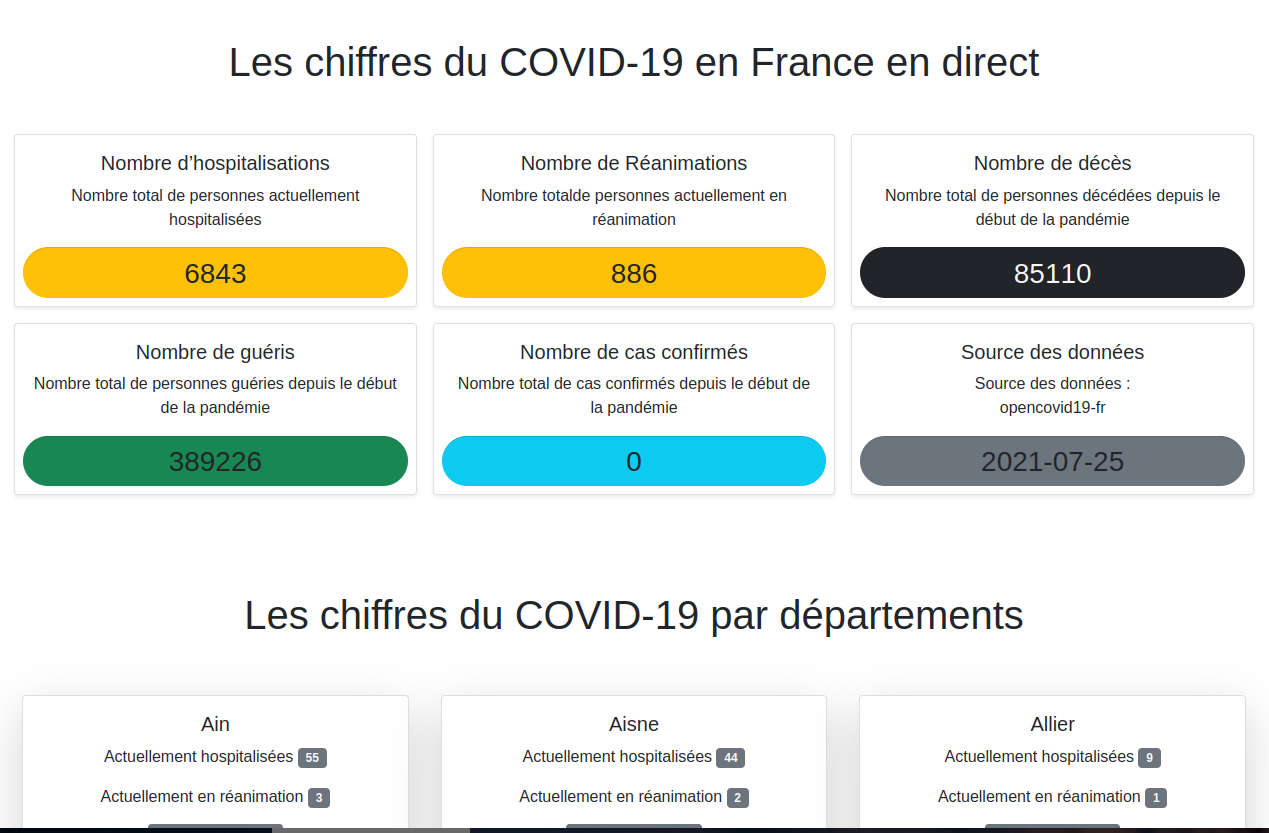 Les chiffres du COVID-19 en France en direct
Nombre d’hospitalisations
Nombre total de personnes actuellement
hospitalisées
6843
Nombre de Réanimations
Nombre totalde personnes actuellement en
réanimation
886
Nombre de décès
Nombre total de personnes décédées depuis le
début de la pandémie
85110
Nombre de guéris
Nombre total de personnes guéries depuis le début
de la pandémie
389226
Nombre de cas confirmés
Nombre total de cas confirmés depuis le début de
la pandémie
0
Source des données
Source des données :
opencovid19-fr
2021-07-25
Les chiffres du COVID-19 par départements
Ain
Actuellement hospitalisées 55
Actuellement en réanimation 3
Aisne
Actuellement hospitalisées 44
Actuellement en réanimation 2
Allier
Actuellement hospitalisées 9
Actuellement en réanimation 1